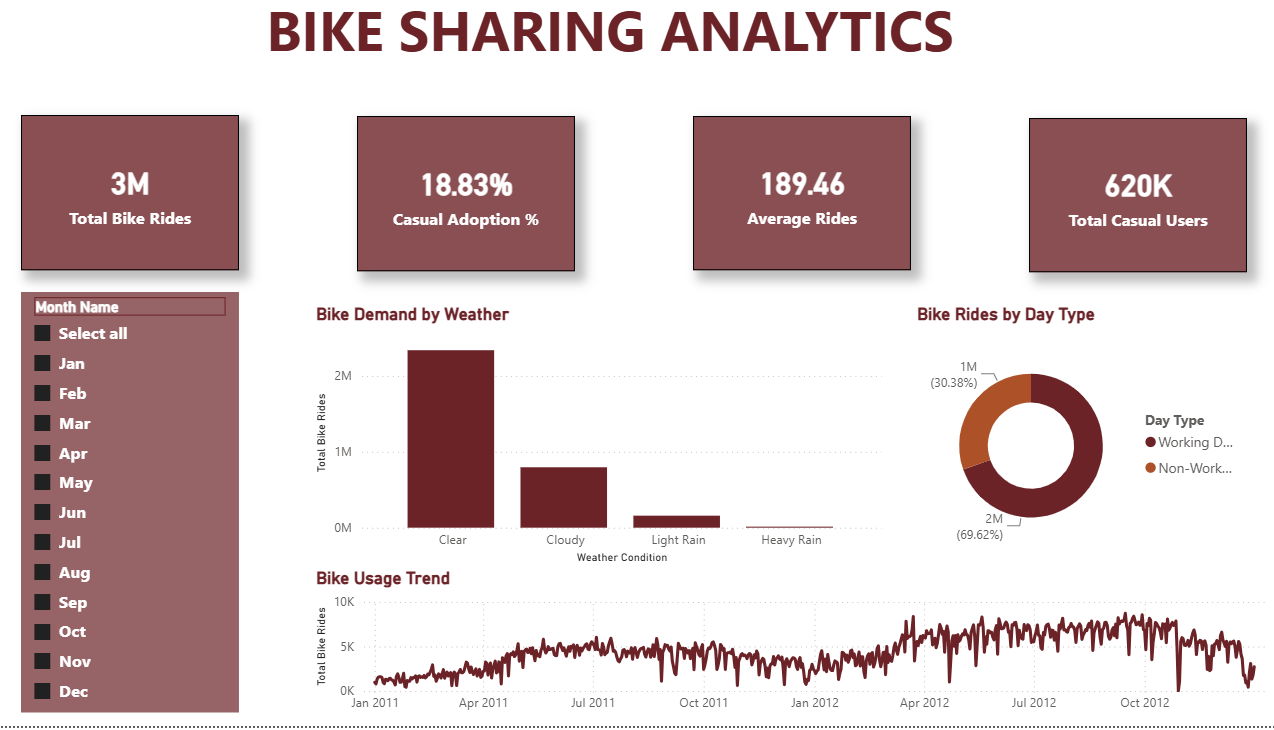 BIKE SHARING ANALYTICS
3M
Total Bike Rides
18.83%
Casual Adoption %
189.46
Average Rides
620K
Total Casual Users
Month Name
Select all
Jan
Feb
Mar
Apr
May
Jun
Jul
Aug
Sep
Oct
Nov
Dec
Bike Demand by Weather
Total Bike Rides
2M
1M
0M
Clear
Cloudy
Light Rain
Heavy Rain
Weather Condition
Bike Rides by Day Type
1M
(30.38%)
2M
(69.62%)
Day Type
Working D...
Non-Work...
Bike Usage Trend
Total Bike Rides
10K
5K
0K
Jan 2011
Apr 2011
Jul 2011
Oct 2011
Jan 2012
Apr 2012
Jul 2012
Oct 2012